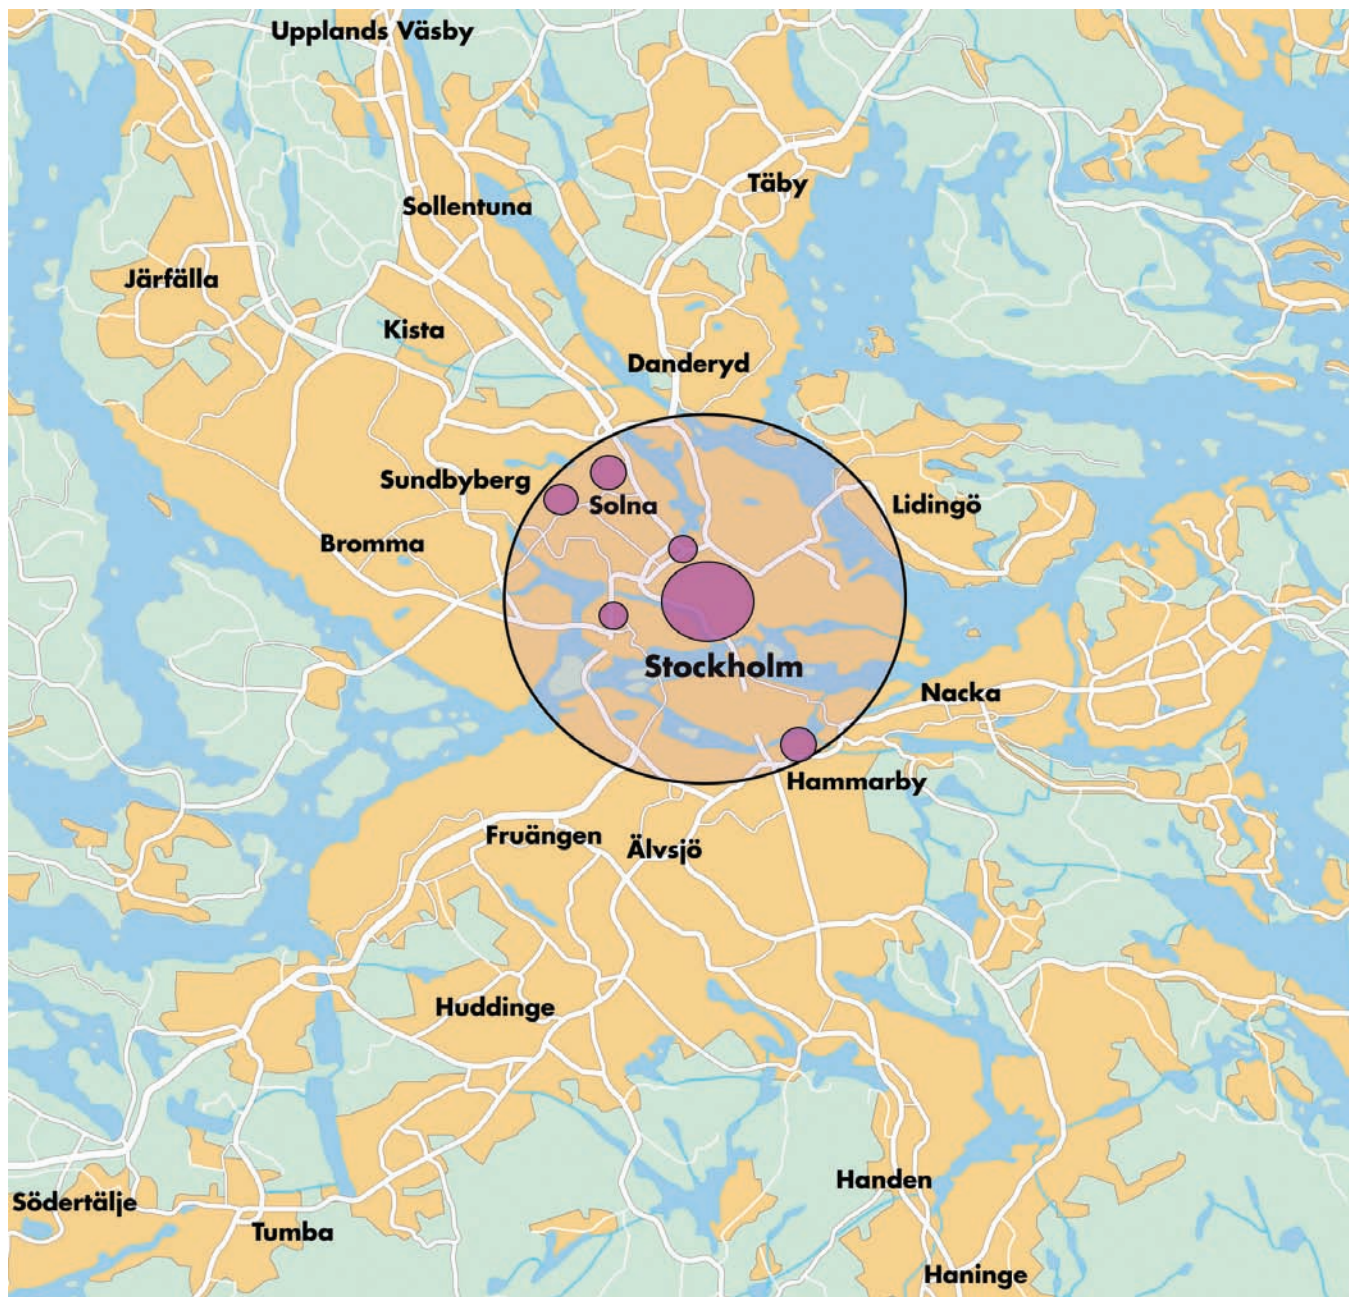 Upplands Väsby
Täby
Sollentuna
Järfälla
Kista
Danderyd
Sundbyberg
Solna
Lidingö
Bromma
Stockholm
Nacka
Hammarby
Fruängen
Älvsjö
Huddinge
Handen
Södertälje
Tumba
Haninge